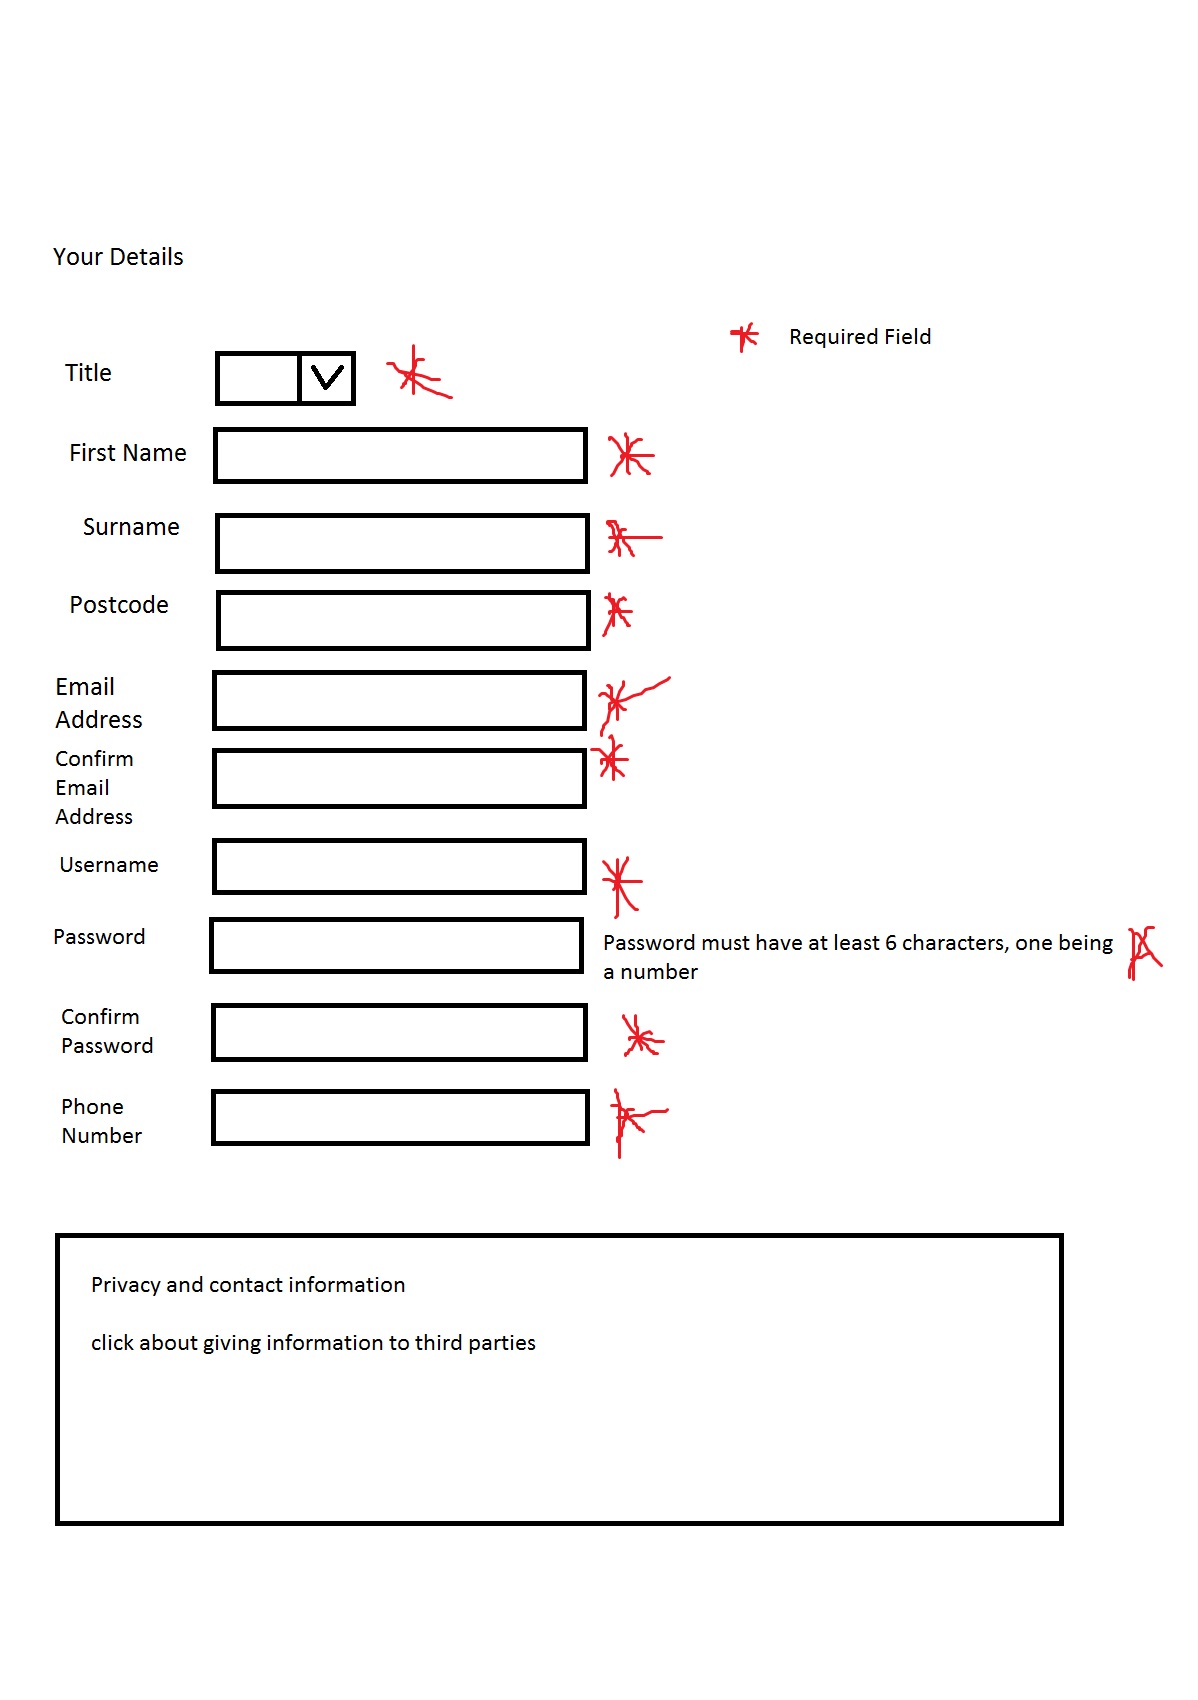 Your Details
* Required Field
Title *
First Name *
Surname *
Postcode *
Email
Address *
Confirm
Email
Address *
Username *
Password
Password must have at least 6 characters, one being
a number *
Confirm
Password *
Phone
Number *
Privacy and contact information
click about giving information to third parties